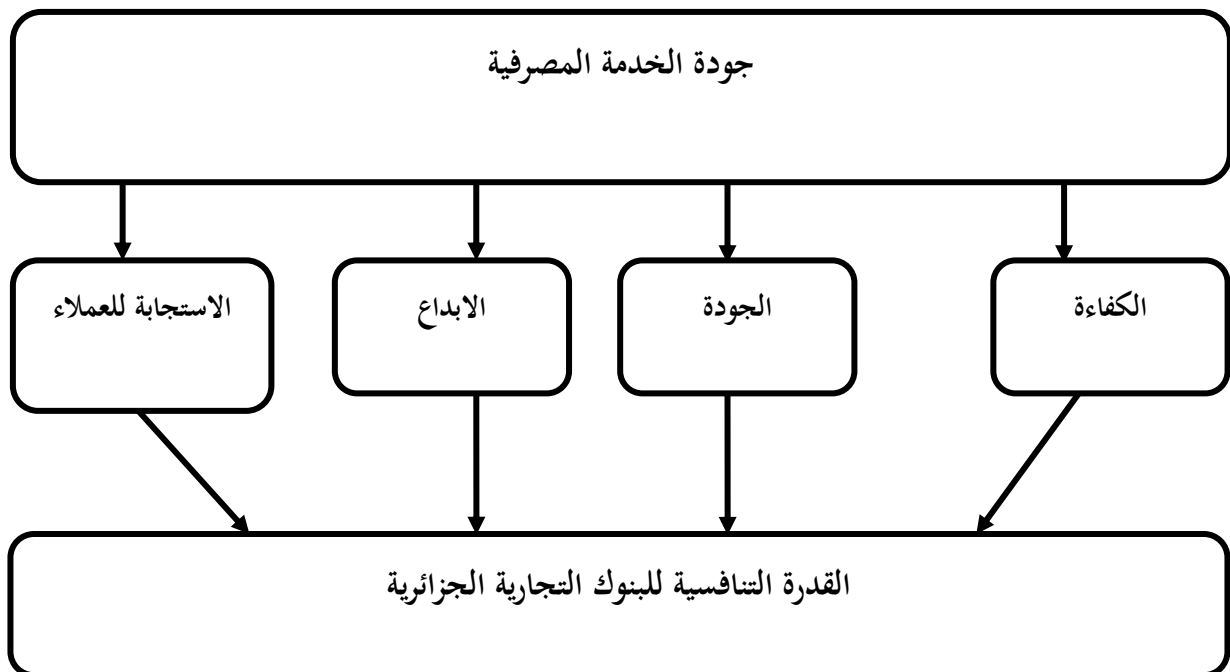 جودة الخدمة المصرفية
الكفاءة
الجودة
الابداع
الاستجابة للعملاء
القدرة التنافسية للبنوك التجارية الجزائرية